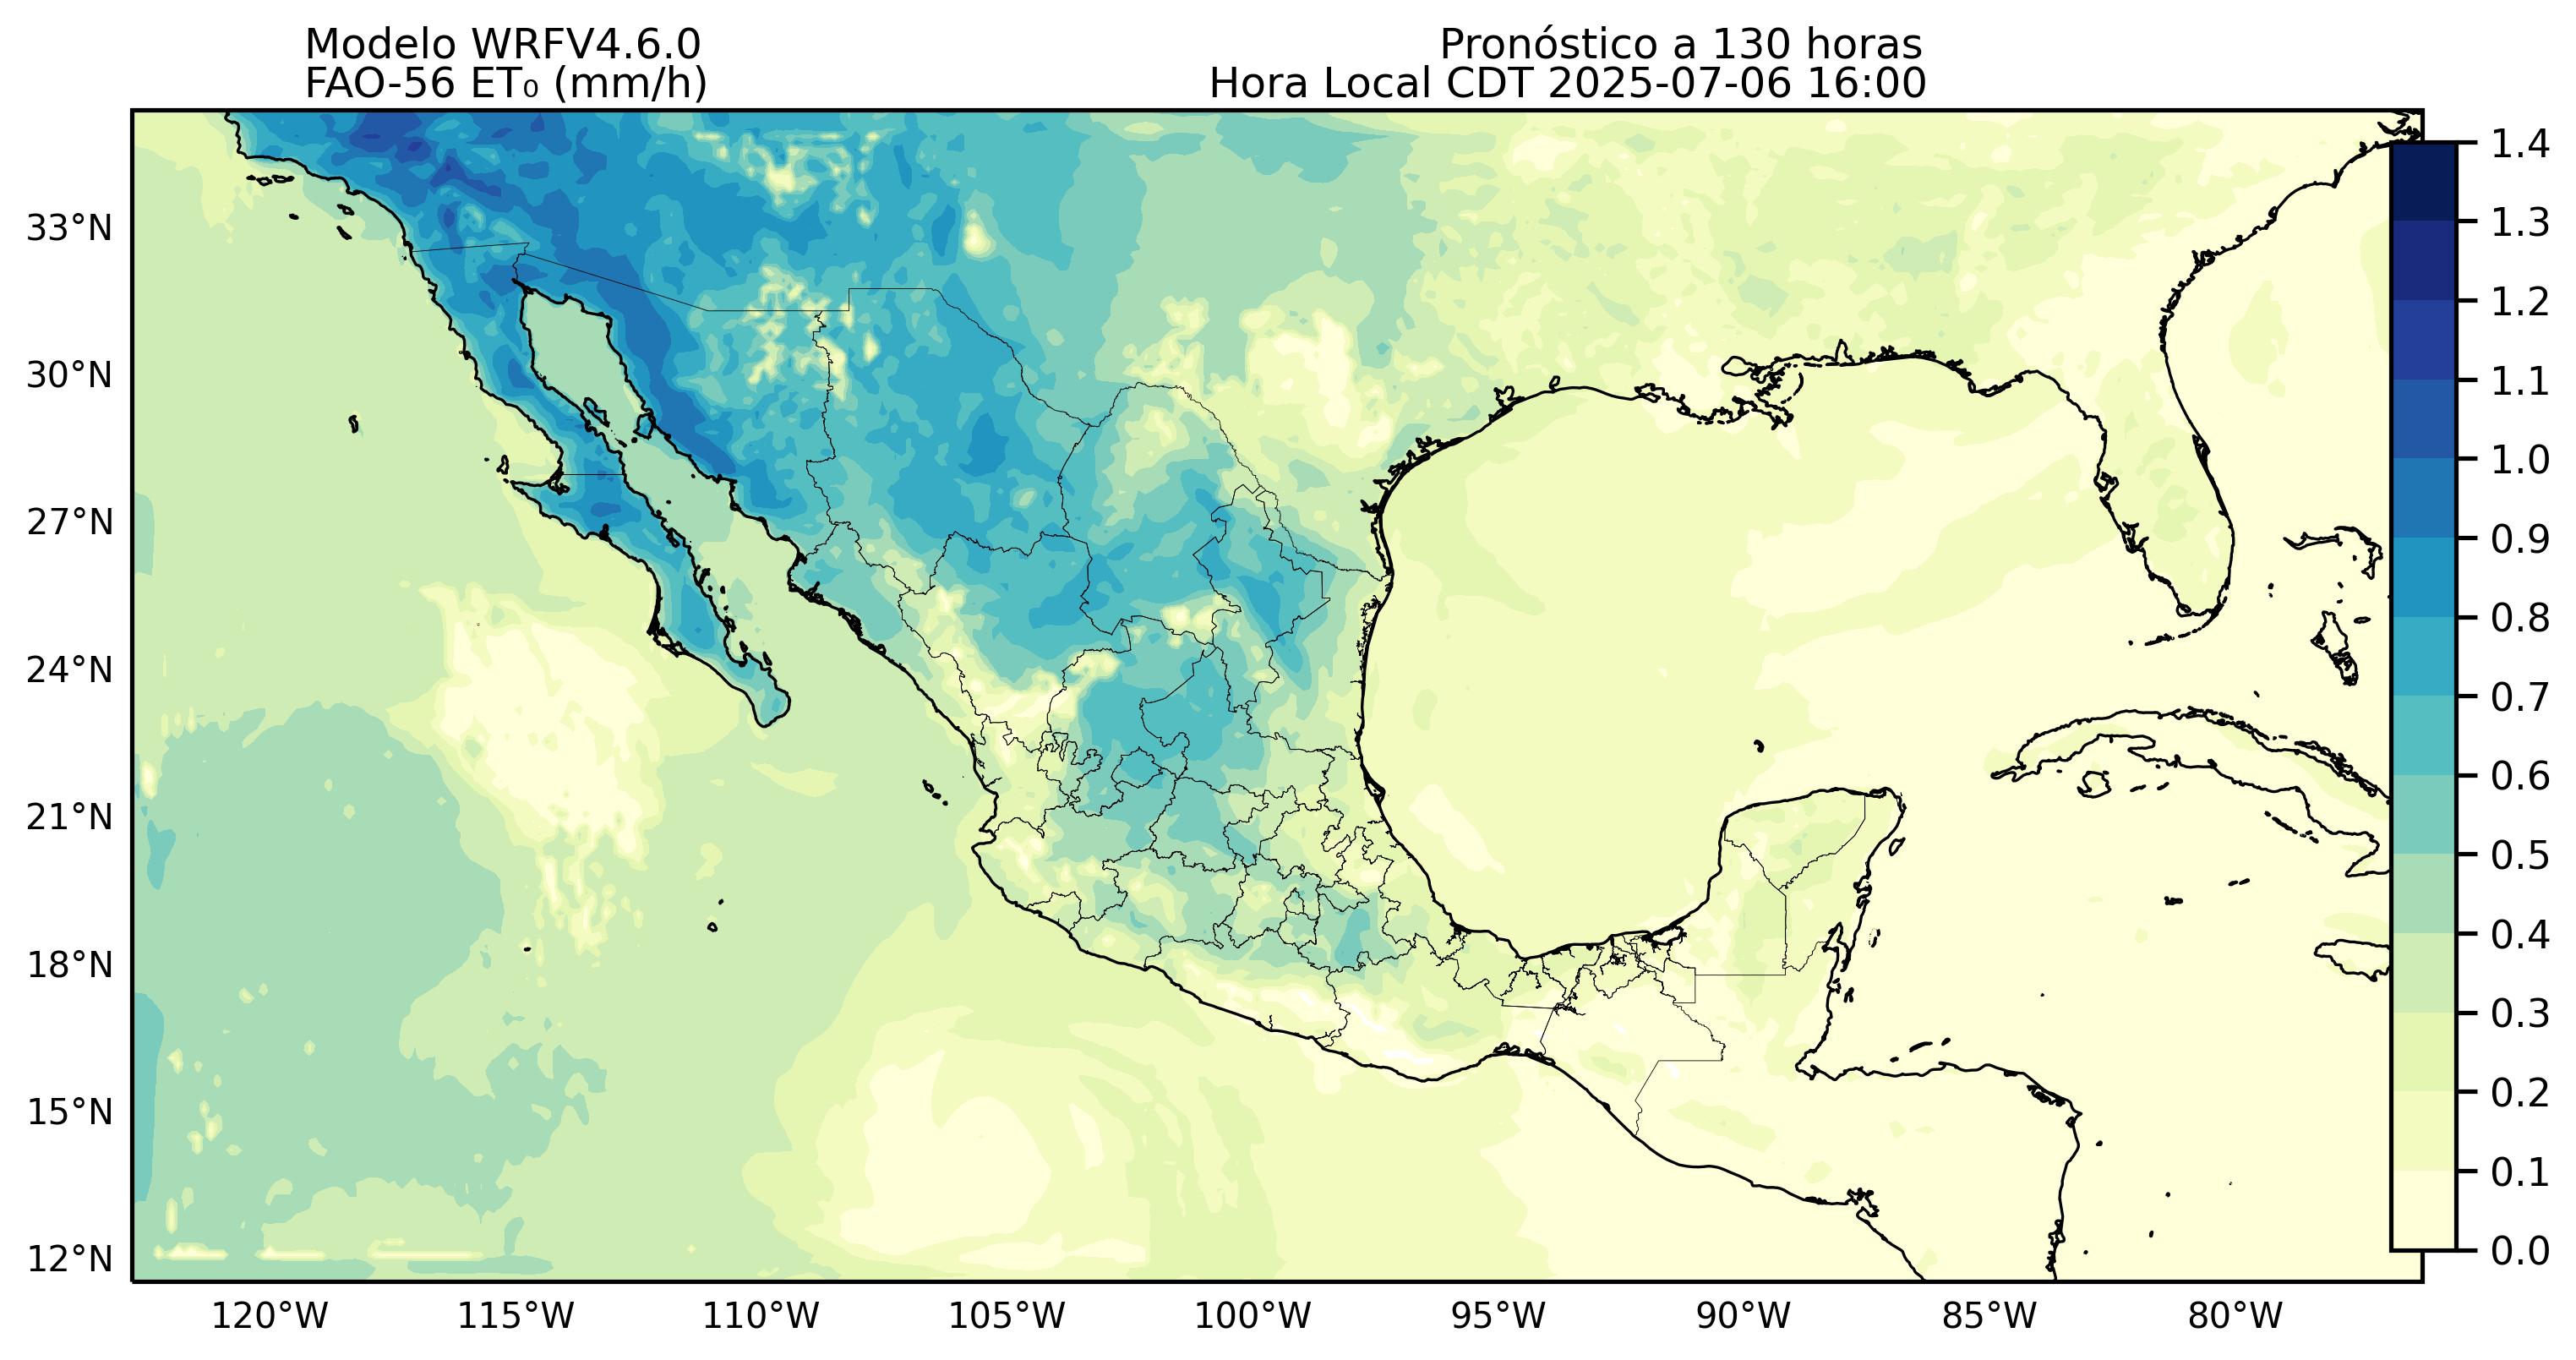 Modelo WRFV4.6.0
FAO-56 ET₀ (mm/h)
Pronóstico a 130 horas
Hora Local CDT 2025-07-06 16:00
33°N
30°N
27°N
24°N
21°N
18°N
15°N
12°N
120°W
115°W
110°W
105°W
100°W
95°W
90°W
85°W
80°W
1.4
1.3
1.2
1.1
1.0
0.9
0.8
0.7
0.6
0.5
0.4
0.3
0.2
0.1
0.0